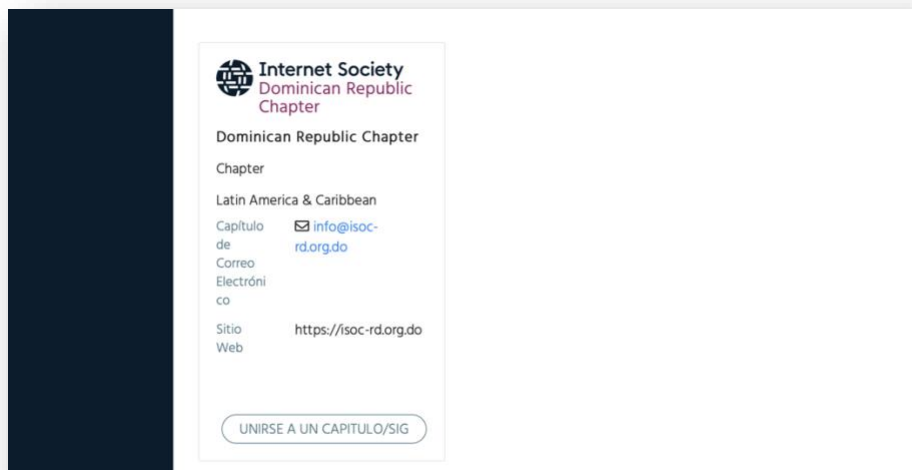 Internet Society
Dominican Republic
Chapter
Dominican Republic Chapter
Chapter
Latin America & Caribbean
Capítulo
de
Correo
Electróni
co
info@isoc-
rd.org.do
Sitio
Web
https://isoc-rd.org.do
UNIRSE A UN CAPITULO/SIG